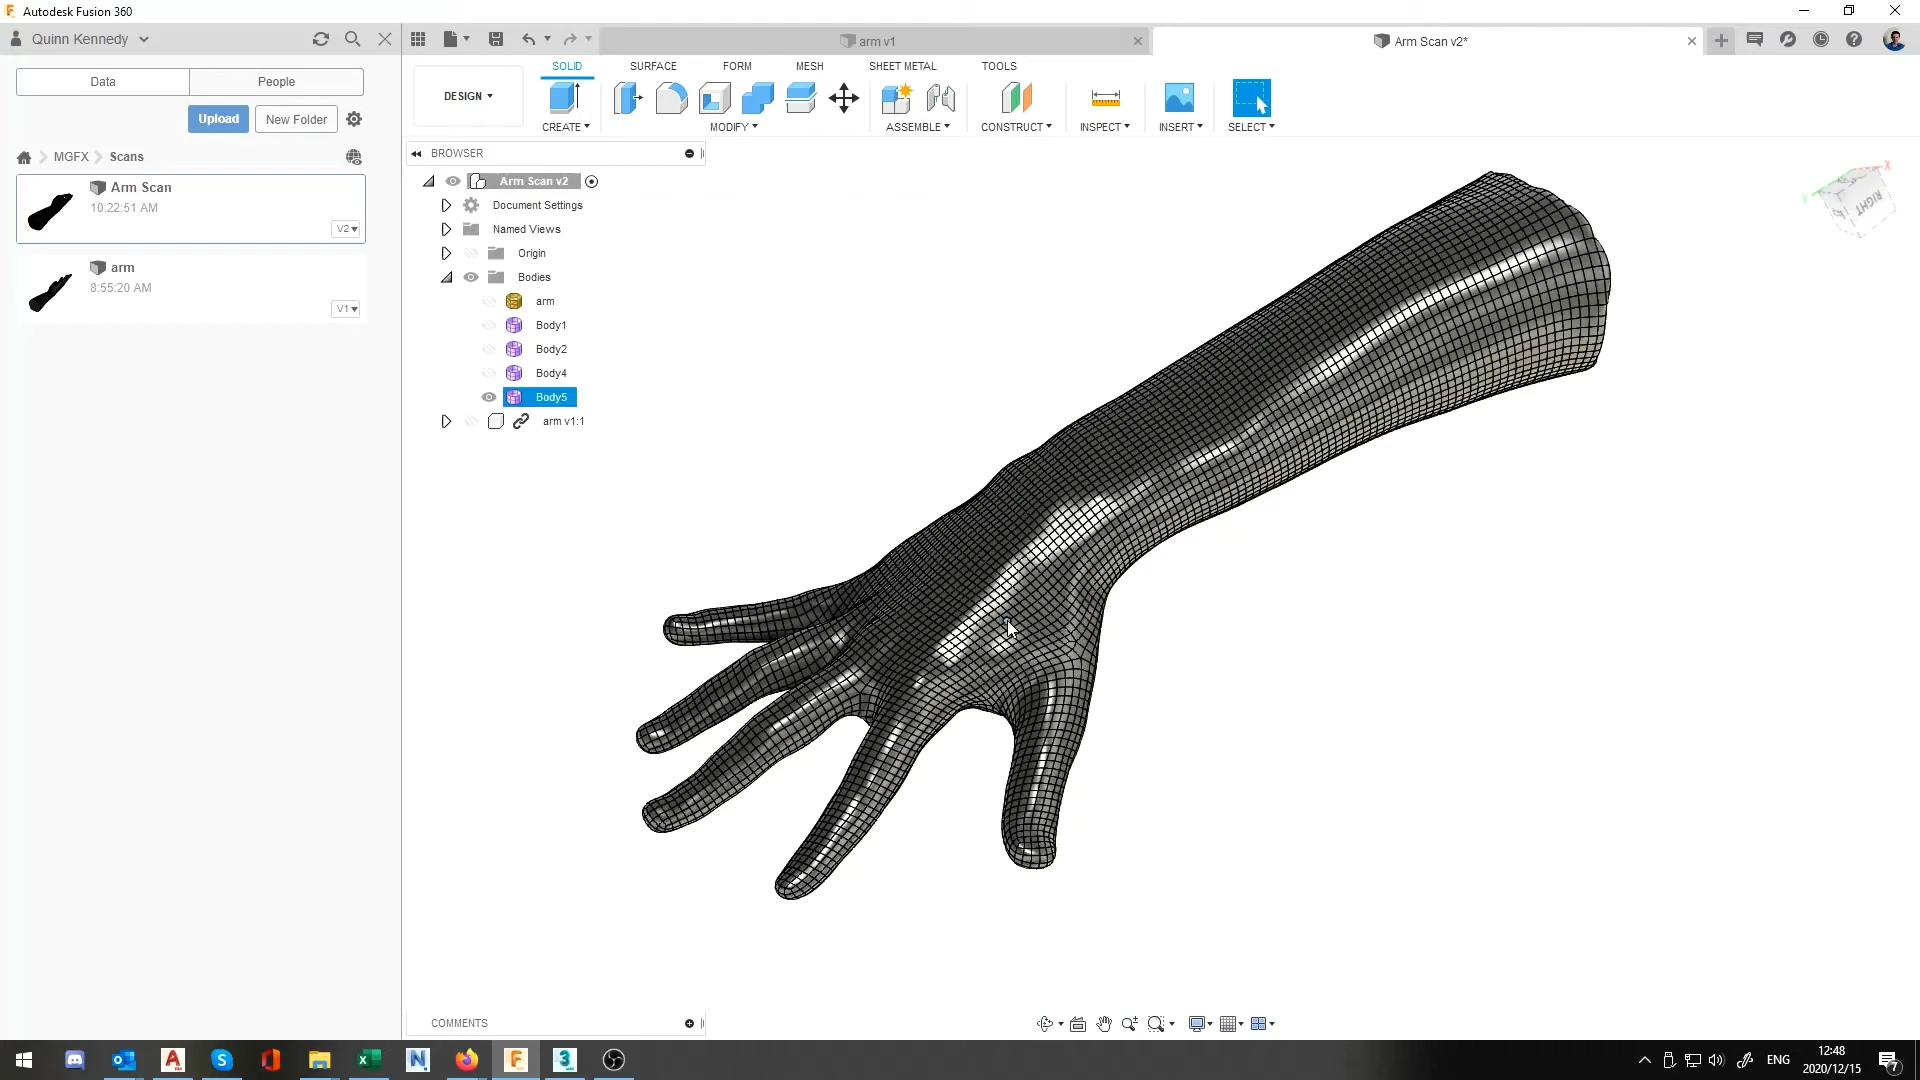 Autodesk Fusion 360
Quinn Kennedy
arm v1
Arm Scan v2*
Data
People
Upload
New Folder
MGFX
Scans
Arm Scan
10:22:51 AM
V2
arm
8:55:20 AM
V1
DESIGN
SOLID
SURFACE
FORM
MESH
SHEET METAL
TOOLS
CREATE
MODIFY
ASSEMBLE
CONSTRUCT
INSPECT
INSERT
SELECT
BROWSER
Arm Scan v2
Document Settings
Named Views
Origin
Bodies
arm
Body1
Body2
Body4
Body5
arm v1:1
X
Y
RIGHT
COMMENTS
ENG
12:48
2020/12/15
7